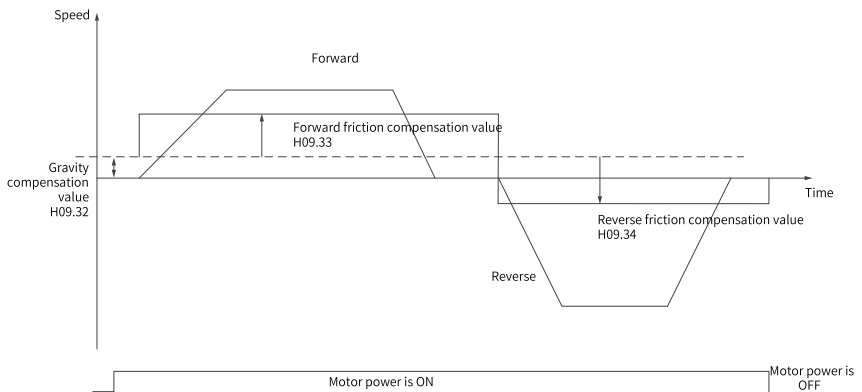 Speed
Forward
Forward friction compensation value
H09.33
Gravity
compensation
value
H09.32
Time
Reverse friction compensation value
H09.34
Reverse
Motor power is ON
Motor power is
OFF